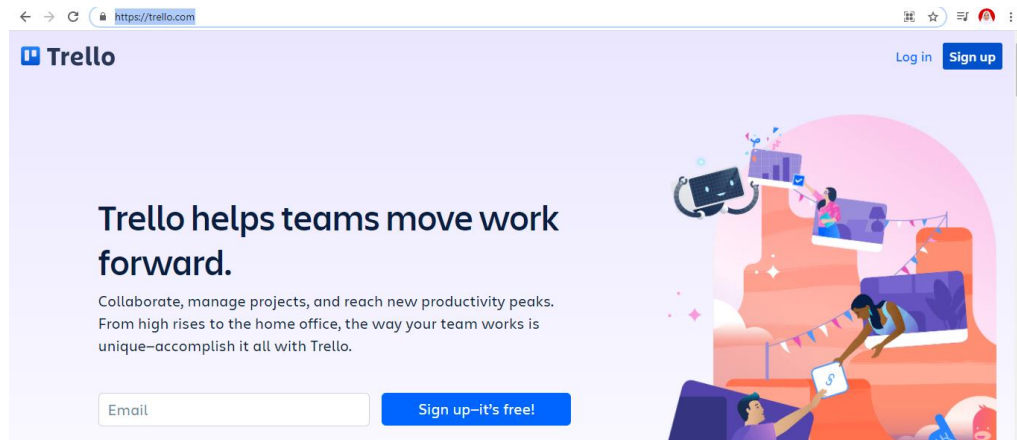 https://trello.com
Trello
Log in
Sign up
Trello helps teams move work
forward.
Collaborate, manage projects, and reach new productivity peaks.
From high rises to the home office, the way your team works is
unique—accomplish it all with Trello.
Email
Sign up—it's free!